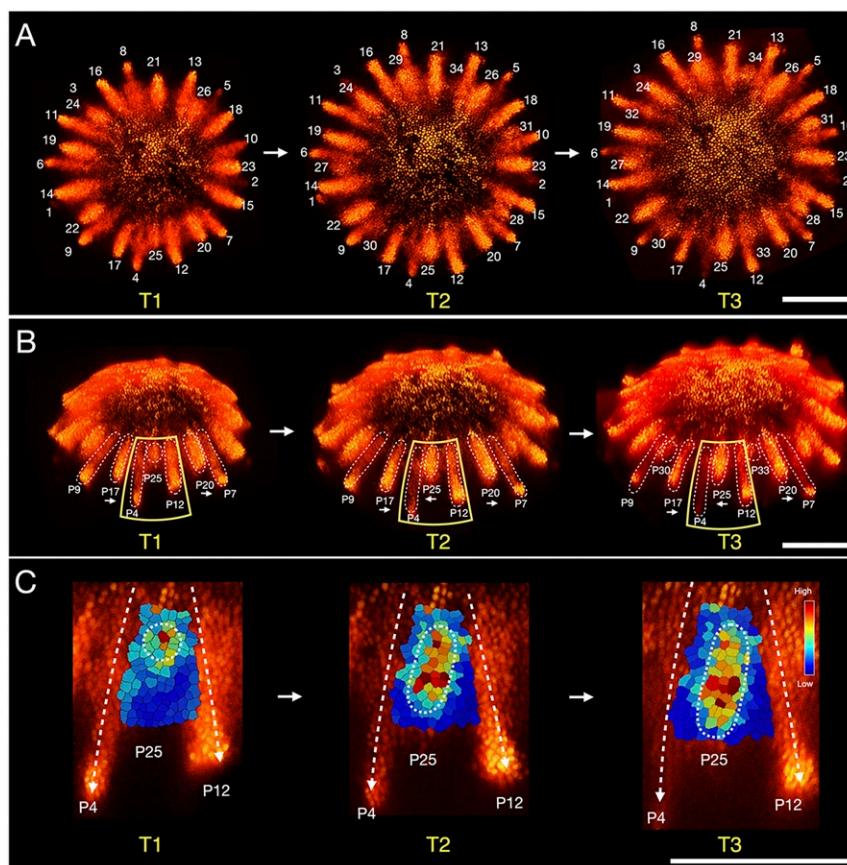 A
8 21 13 3 16 5 24 26 11 18 19 10 6 23 14 2 1 15 22 7 9 20 17 25 4 12
T1
8 21 13 16 29 34 5 3 24 26 11 18 19 31 10 6 23 27 2 14 1 15 22 28 9 7 30 20 17 25 4 12
T2
8 21 13 29 34 16 5 3 24 26 11 18 32 31 19 6 23 27 2 14 1 15 22 28 9 7 30 20 33 17 25 4 12
T3
B
P9 P17 P25 P20 P7 P4 P12
T1
P9 P17 P25 P20 P7 P4 P12
T2
P30 P33 P9 P17 P25 P20 P7 P4 P12
T3
C
P25
P4 P12
T1
P25
P4 P12
T2
High
Low
P25
P4 P12
T3